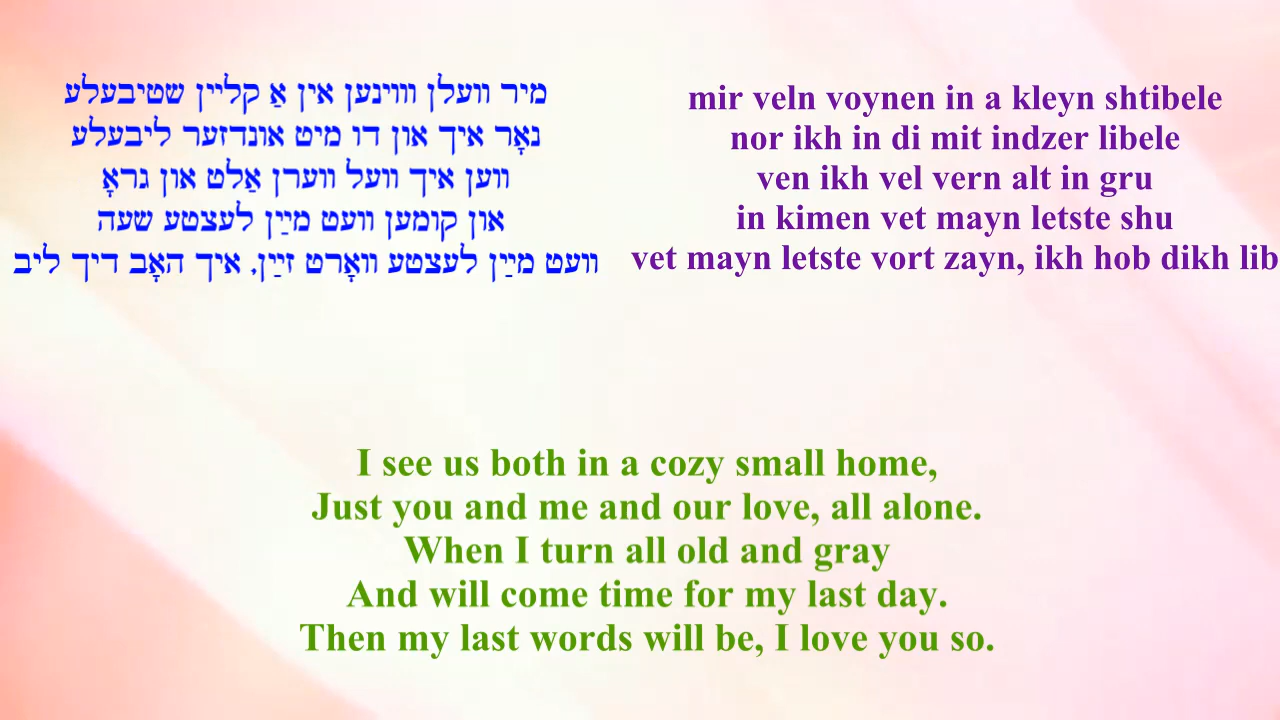 מיר וועלן וווינען אין אַ קליין שטיבעלע
נאָר איך און דו מיט אונדזער ליבעלע
ווען איך וועל ווערן אַלט און גראָ
און קומען וועט מייַן לעצטע שעה
וועט מייַן לעצטע וואָרט זייַן, איך האָב דיך ליב
mir veln voynen in a kleyn shtibele
nor ikh in di mit indzer libele
ven ikh vel vern alt in gru
in kimen vet mayn letste shu
vet mayn letste vort zayn, ikh hob dikh lib
I see us both in a cozy small home,
Just you and me and our love, all alone.
When I turn all old and gray
And will come time for my last day.
Then my last words will be, I love you so.